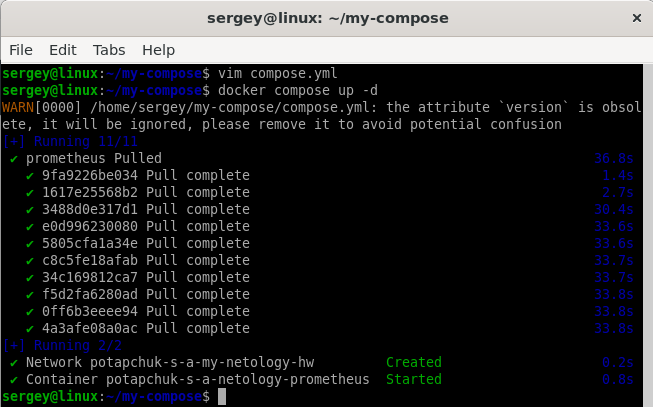 sergey@linux: ~/my-compose ×
File Edit Tabs Help
sergey@linux:~/my-compose$ vim compose.yml
sergey@linux:~/my-compose$ docker compose up -d
WARN[0000] /home/sergey/my-compose/compose.yml: the attribute `version` is obsol
ete, it will be ignored, please remove it to avoid potential confusion
[+] Running 11/11
✔ prometheus Pulled 36.8s
✔ 9fa9226be034 Pull complete 1.4s
✔ 1617e25568b2 Pull complete 2.7s
✔ 3488d0e317d1 Pull complete 30.4s
✔ e0d996230080 Pull complete 33.6s
✔ 5805cfa1a34e Pull complete 33.6s
✔ c8c5fe18afab Pull complete 33.7s
✔ 34c169812ca7 Pull complete 33.7s
✔ f5d2fa6280ad Pull complete 33.8s
✔ 0ff6b3eeee94 Pull complete 33.8s
✔ 4a3afe08a0ac Pull complete 33.8s
[+] Running 2/2
✔ Network potapchuk-s-a-my-netology-hw Created 0.2s
✔ Container potapchuk-s-a-netology-prometheus Started 0.8s
sergey@linux:~/my-compose$